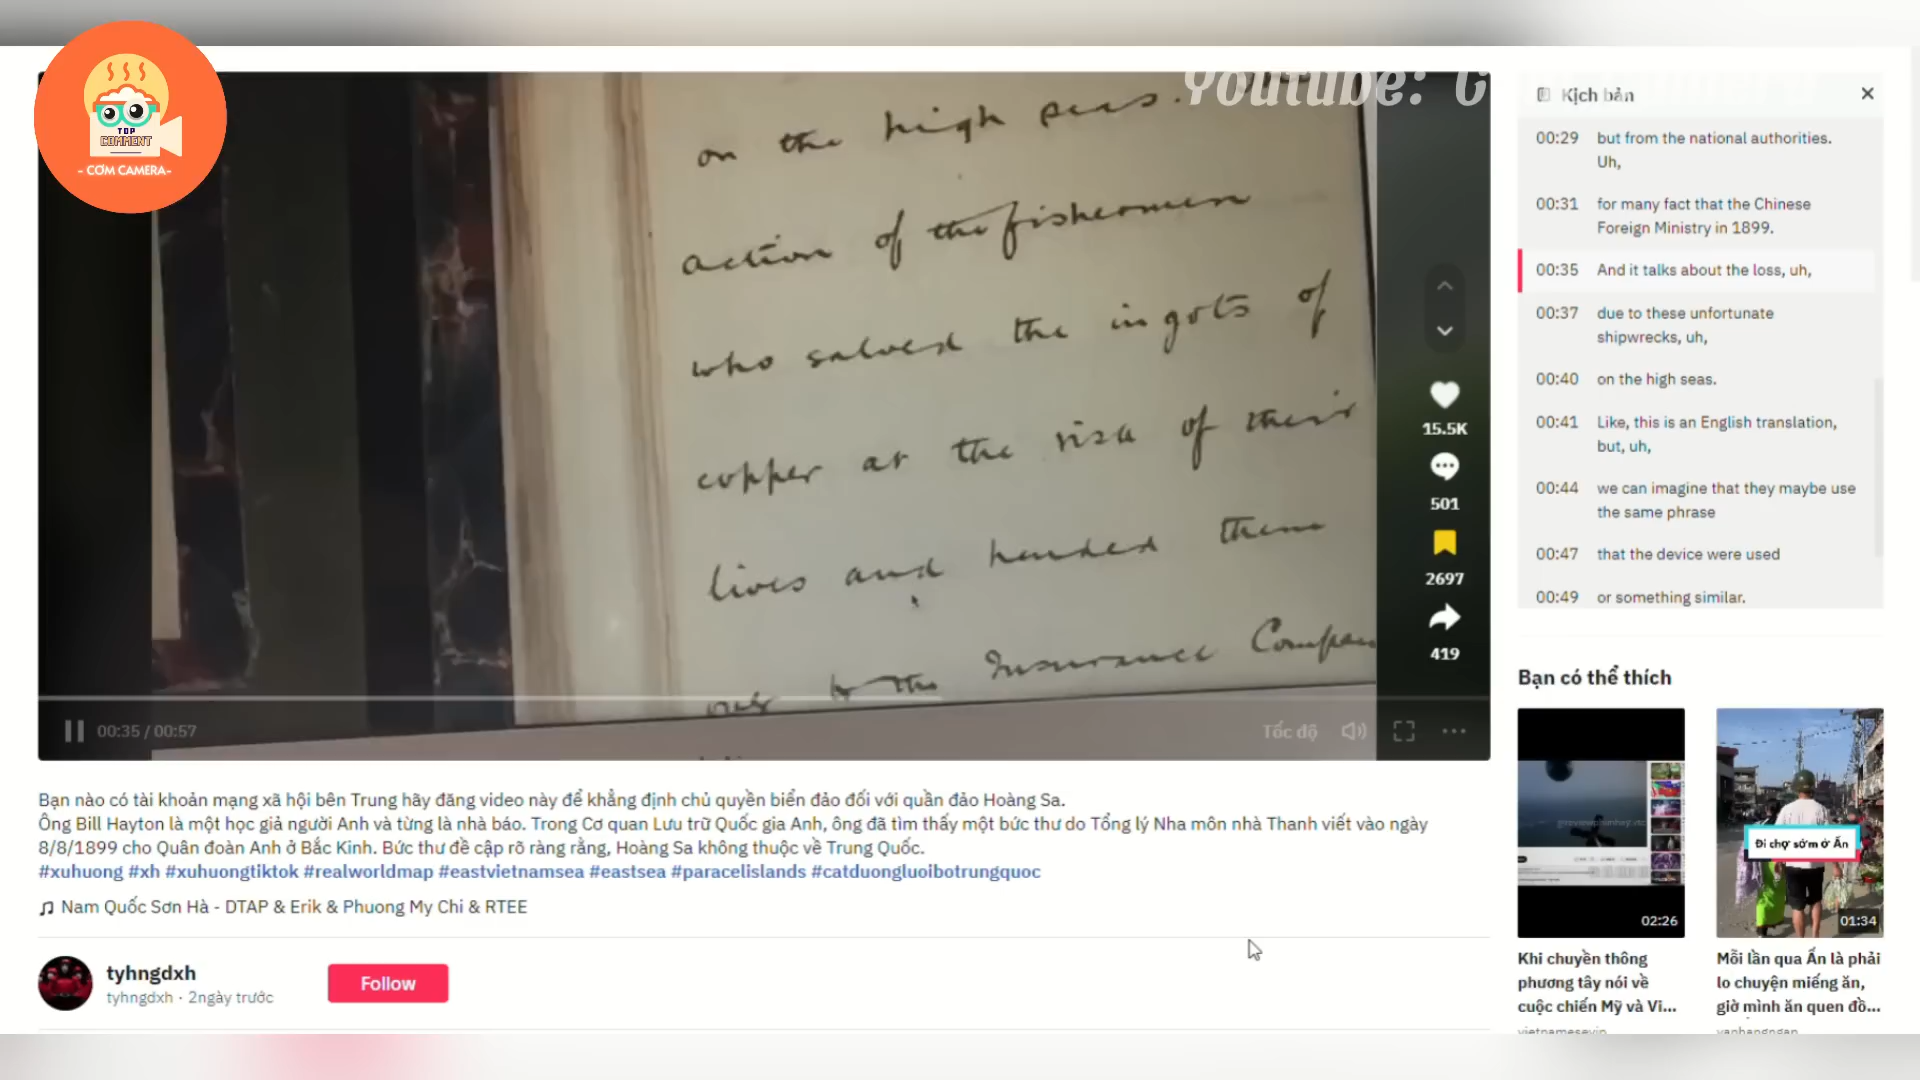 TOP
COMMENT
- CƠM CAMERA -
Youtube: C
on the high seas.
action of the fishermen
who salved the ingots of
copper at the risk of their
lives and handed them
over to the Insurance Compan
15.5K
501
2697
419
00:35 / 00:57
Tốc độ
Kịch bản
00:29 but from the national authorities.
Uh,
00:31 for many fact that the Chinese
Foreign Ministry in 1899.
00:35 And it talks about the loss, uh,
00:37 due to these unfortunate
shipwrecks, uh,
00:40 on the high seas.
00:41 Like, this is an English translation,
but, uh,
00:44 we can imagine that they maybe use
the same phrase
00:47 that the device were used
00:49 or something similar.
Bạn nào có tài khoản mạng xã hội bên Trung hãy đăng video này để khẳng định chủ quyền biển đảo đối với quần đảo Hoàng Sa.
Ông Bill Hayton là một học giả người Anh và từng là nhà báo. Trong Cơ quan Lưu trữ Quốc gia Anh, ông đã tìm thấy một bức thư do Tổng lý Nha môn nhà Thanh viết vào ngày
8/8/1899 cho Quân đoàn Anh ở Bắc Kinh. Bức thư đề cập rõ ràng rằng, Hoàng Sa không thuộc về Trung Quốc.
#xuhuong #xh #xuhuongtiktok #realworldmap #eastvietnamsea #eastsea #paracelislands #catduongluoibotrungquoc
Nam Quốc Sơn Hà - DTAP & Erik & Phuong My Chi & RTEE
tyhngdxh
tyhngdxh · 2ngày trước
Follow
Bạn có thể thích
02:26
Khi chuyền thông
phương tây nói về
cuộc chiến Mỹ và Vi...
vietnamesevip
Đi chợ sớm ở Ấn
01:34
Mỗi lần qua Ấn là phải
lo chuyện miếng ăn,
giờ mình ăn quen đồ...
vanhangngan